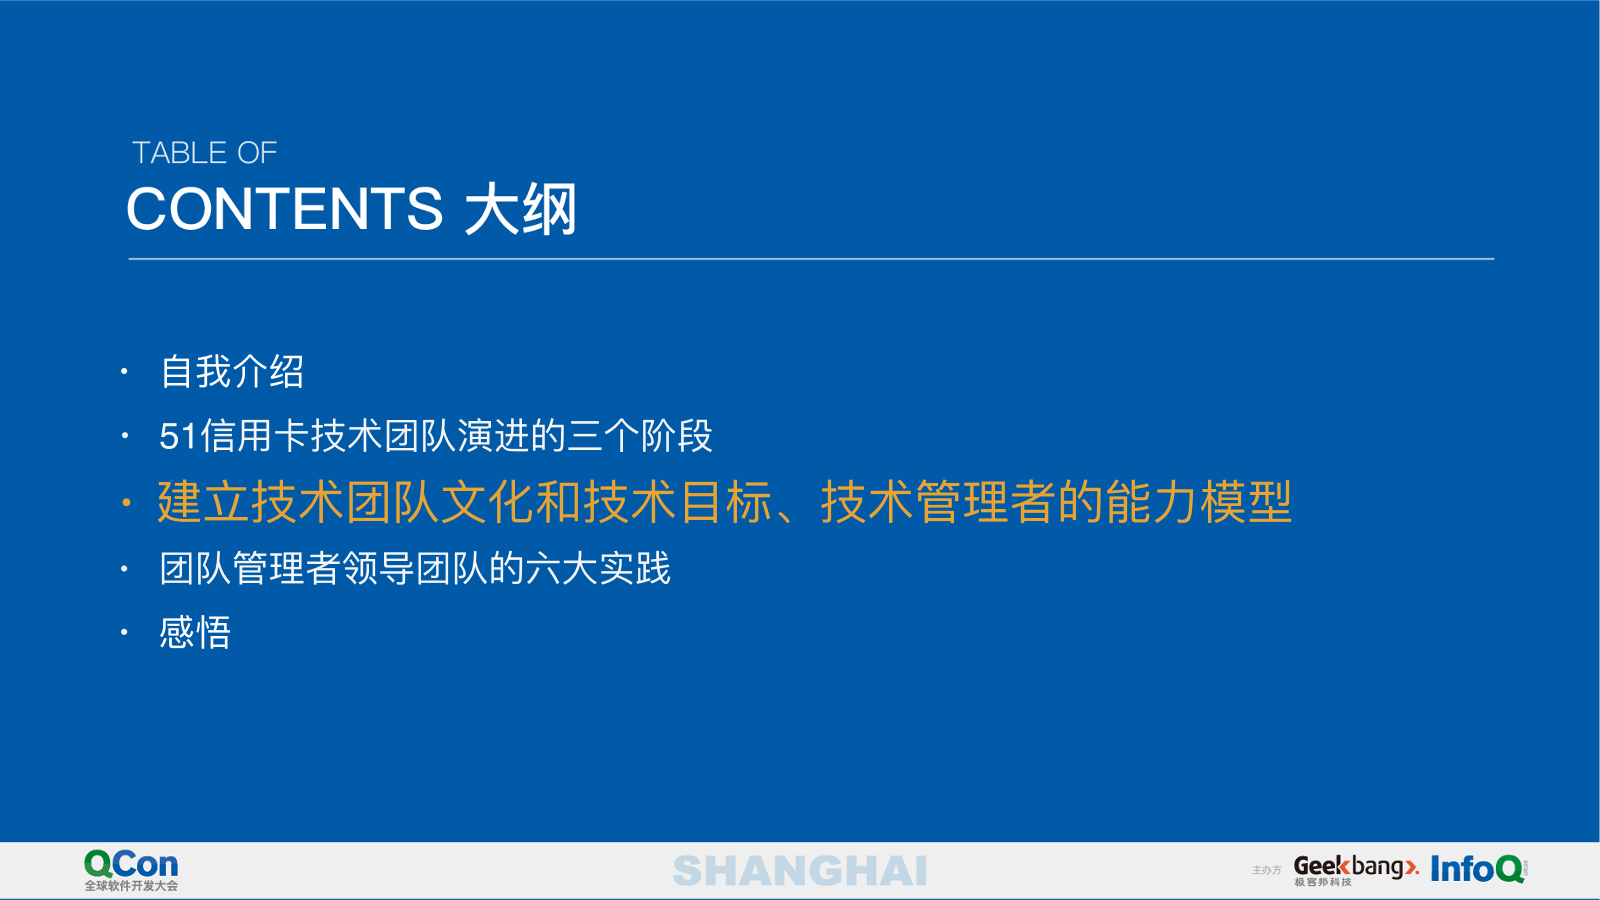 TABLE OF
CONTENTS 大纲
• 自我介绍
• 51信用卡技术团队演进的三个阶段
• 建立技术团队文化和技术目标、技术管理者的能力模型
• 团队管理者领导团队的六大实践
• 感悟
QCon
全球软件开发大会
SHANGHAI
主办方
Geekbang>.
极客邦科技
InfoQ